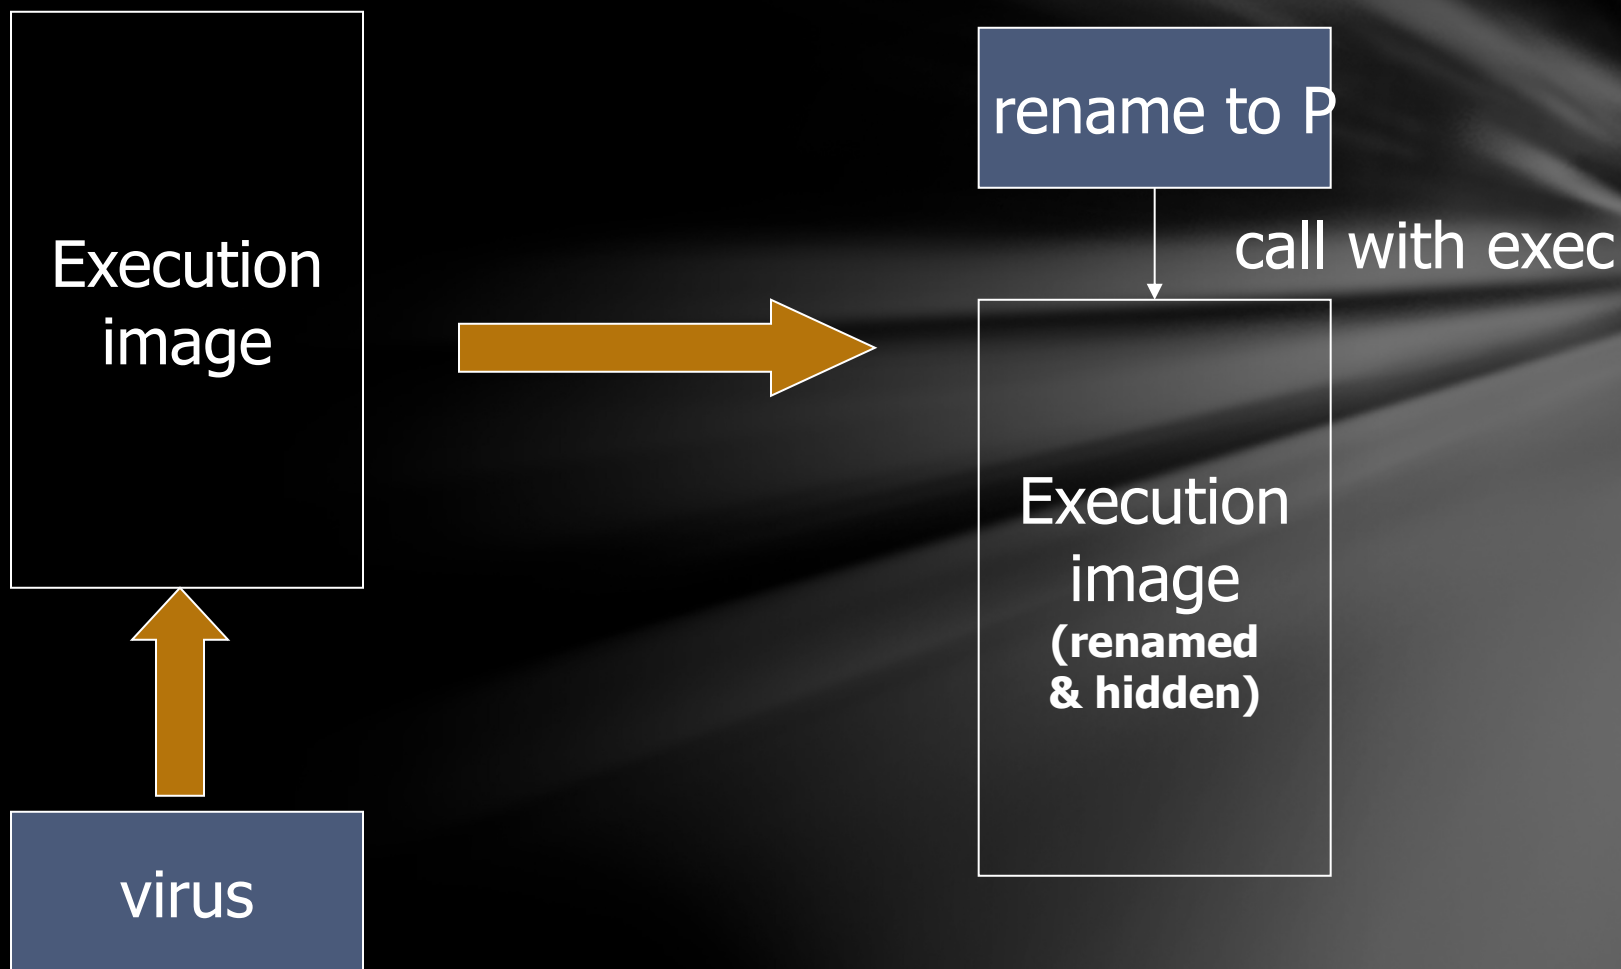 Execution
image
virus
rename to P
call with exec
Execution
image
(renamed
& hidden)